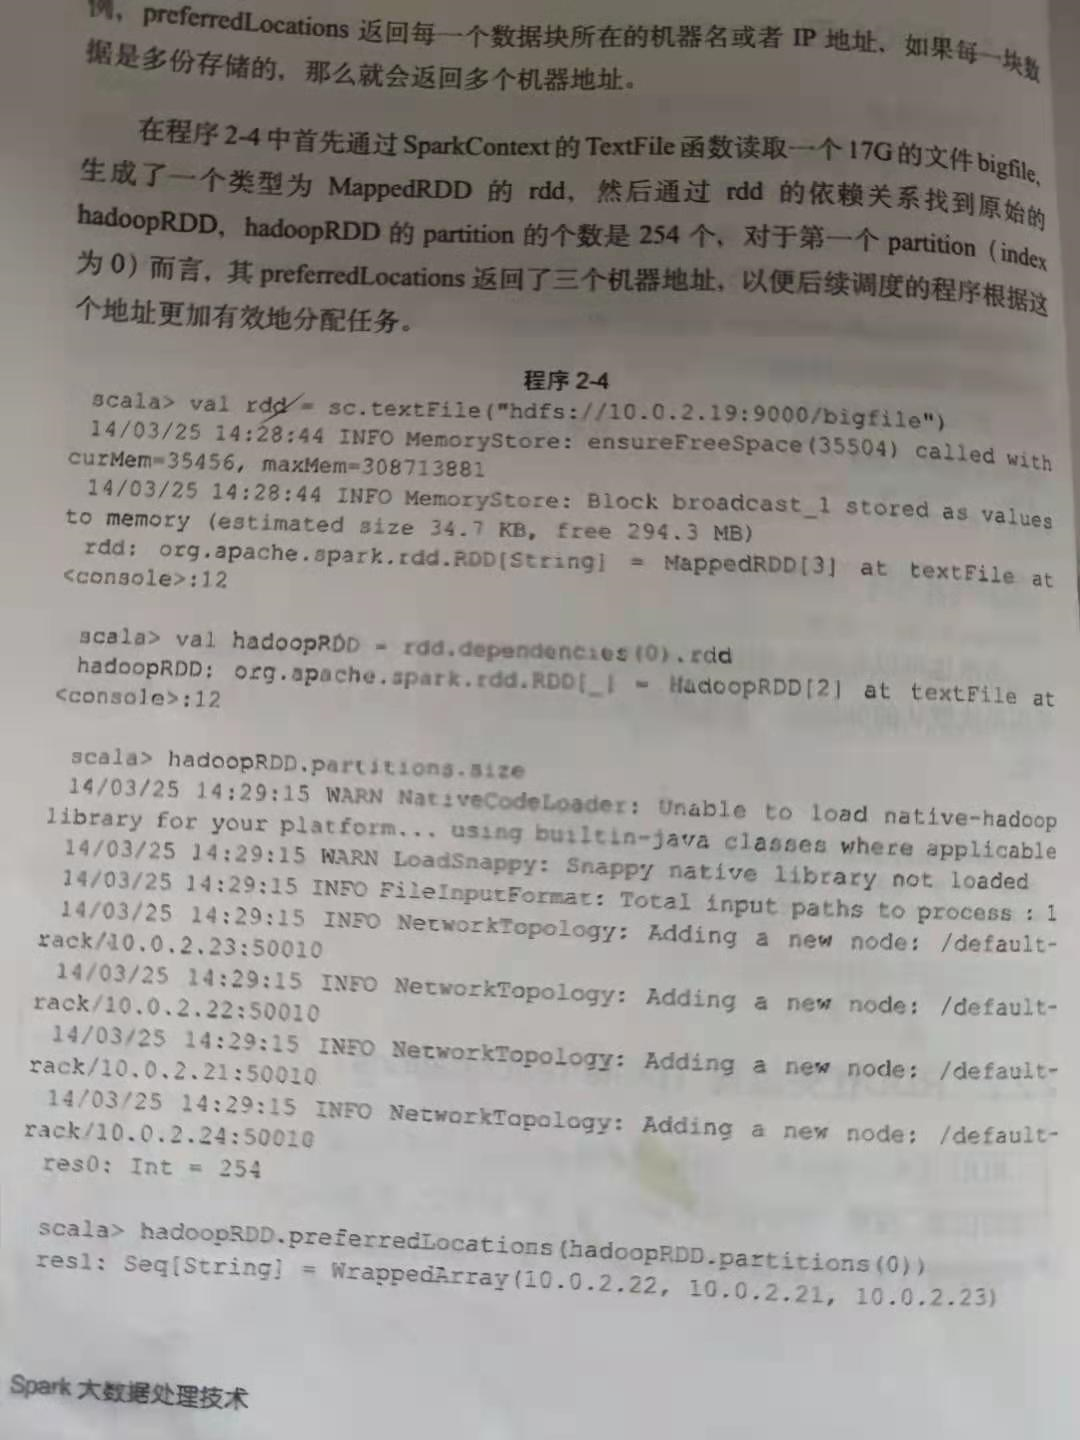 例，preferredLocations 返回每一个数据块所在的机器名或者 IP 地址，如果每一块数
据是多份存储的，那么就会返回多个机器地址。
在程序 2-4 中首先通过 SparkContext 的 TextFile 函数读取一个 17G 的文件 bigfile,
生成了一个类型为 MappedRDD 的 rdd，然后通过 rdd 的依赖关系找到原始的
hadoopRDD，hadoopRDD 的 partition 的个数是 254 个，对于第一个 partition（index
为 0）而言，其 preferredLocations 返回了三个机器地址，以便后续调度的程序根据这
个地址更加有效地分配任务。
程序 2-4
scala> val rdd = sc.textFile("hdfs://10.0.2.19:9000/bigfile")
14/03/25 14:28:44 INFO MemoryStore: ensureFreeSpace(35504) called with
curMem=35456, maxMem=308713881
14/03/25 14:28:44 INFO MemoryStore: Block broadcast_1 stored as values
to memory (estimated size 34.7 KB, free 294.3 MB)
rdd: org.apache.spark.rdd.RDD[String] = MappedRDD[3] at textFile at
<console>:12
scala> val hadoopRDD = rdd.dependencies(0).rdd
hadoopRDD: org.apache.spark.rdd.RDD[_] = HadoopRDD[2] at textFile at
<console>:12
scala> hadoopRDD.partitions.size
14/03/25 14:29:15 WARN NativeCodeLoader: Unable to load native-hadoop
library for your platform... using builtin-java classes where applicable
14/03/25 14:29:15 WARN LoadSnappy: Snappy native library not loaded
14/03/25 14:29:15 INFO FileInputFormat: Total input paths to process : 1
14/03/25 14:29:15 INFO NetworkTopology: Adding a new node: /default-
rack/10.0.2.23:50010
14/03/25 14:29:15 INFO NetworkTopology: Adding a new node: /default-
rack/10.0.2.22:50010
14/03/25 14:29:15 INFO NetworkTopology: Adding a new node: /default-
rack/10.0.2.21:50010
14/03/25 14:29:15 INFO NetworkTopology: Adding a new node: /default-
rack/10.0.2.24:50010
res0: Int = 254
scala> hadoopRDD.preferredLocations(hadoopRDD.partitions(0))
res1: Seq[String] = WrappedArray(10.0.2.22, 10.0.2.21, 10.0.2.23)
Spark 大数据处理技术